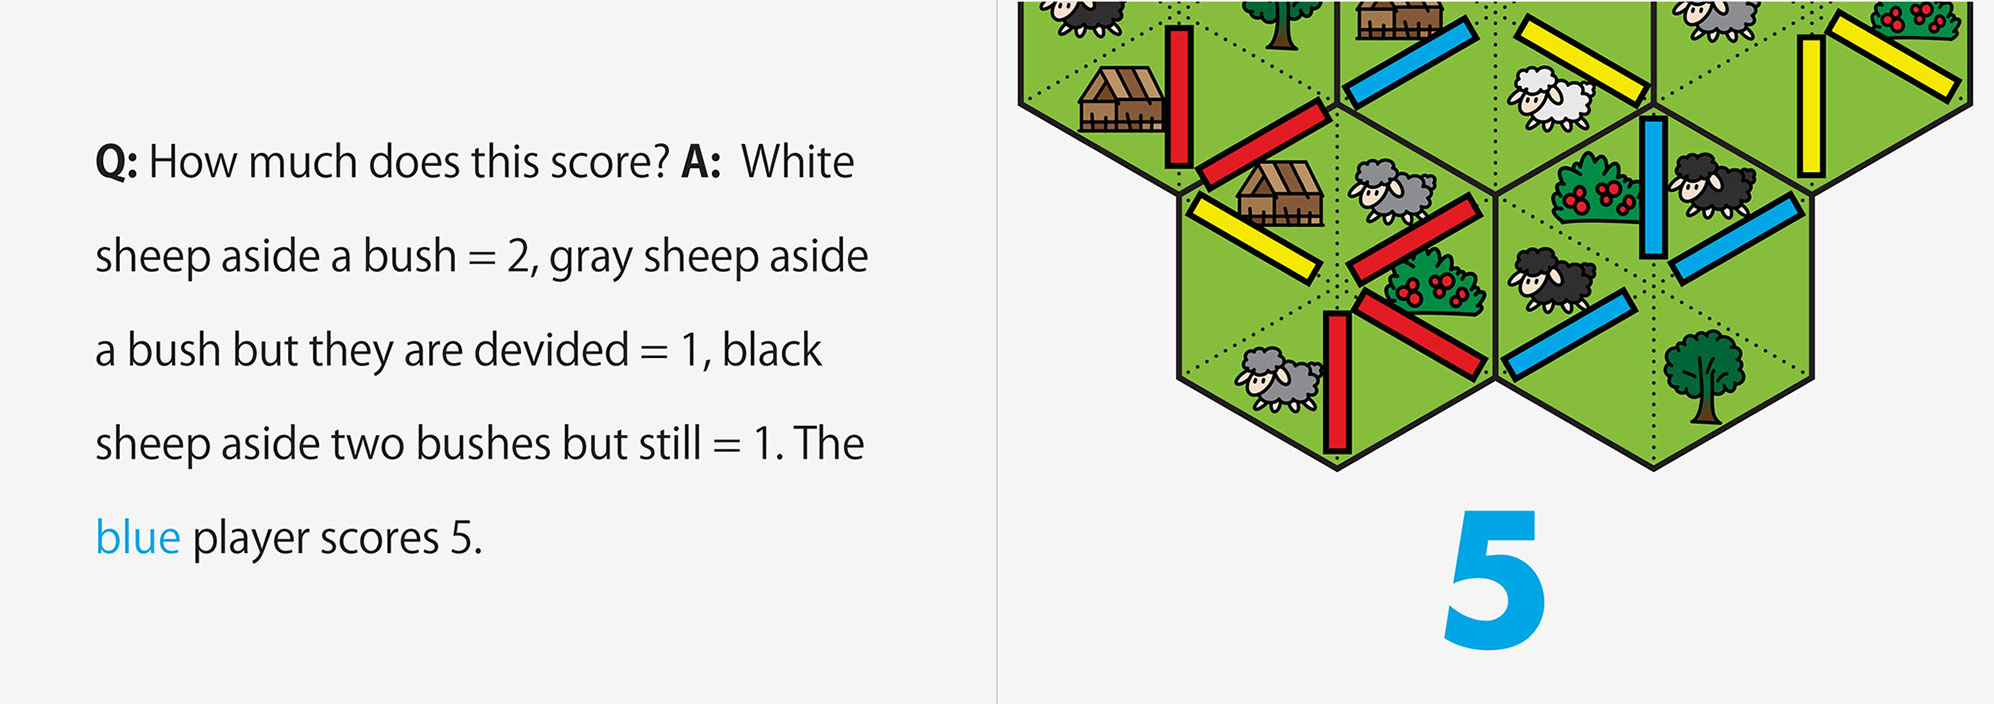 Q: How much does this score? A: White
sheep aside a bush = 2, gray sheep aside
a bush but they are devided = 1, black
sheep aside two bushes but still = 1. The
blue player scores 5.
5